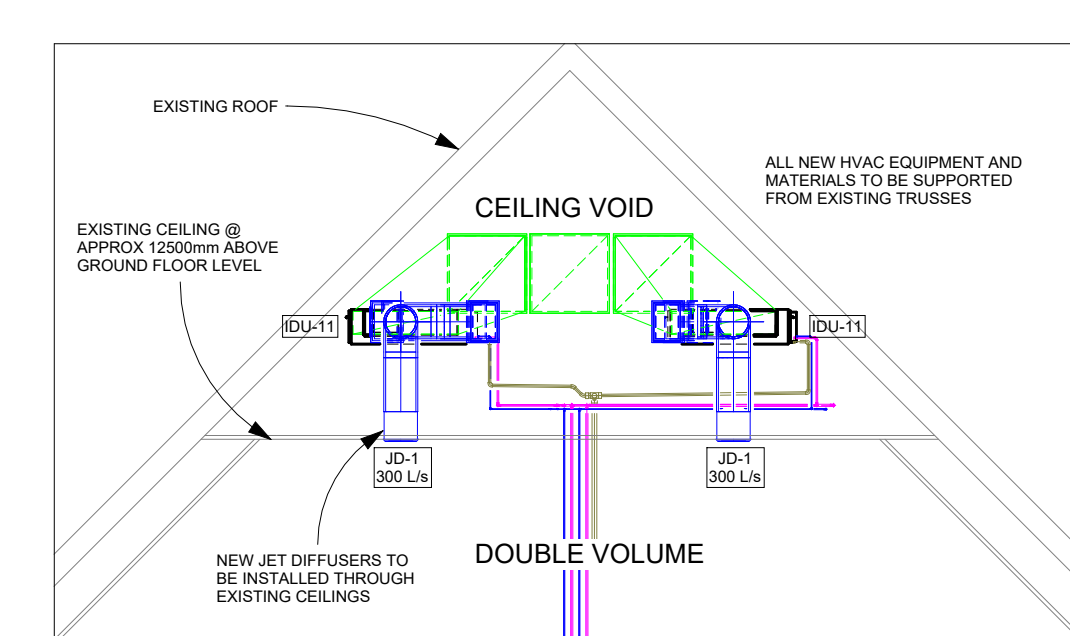 EXISTING ROOF
ALL NEW HVAC EQUIPMENT AND
MATERIALS TO BE SUPPORTED
FROM EXISTING TRUSSES
CEILING VOID
EXISTING CEILING @
APPROX 12500mm ABOVE
GROUND FLOOR LEVEL
IDU-11
IDU-11
JD-1
300 L/s
JD-1
300 L/s
DOUBLE VOLUME
NEW JET DIFFUSERS TO
BE INSTALLED THROUGH
EXISTING CEILINGS